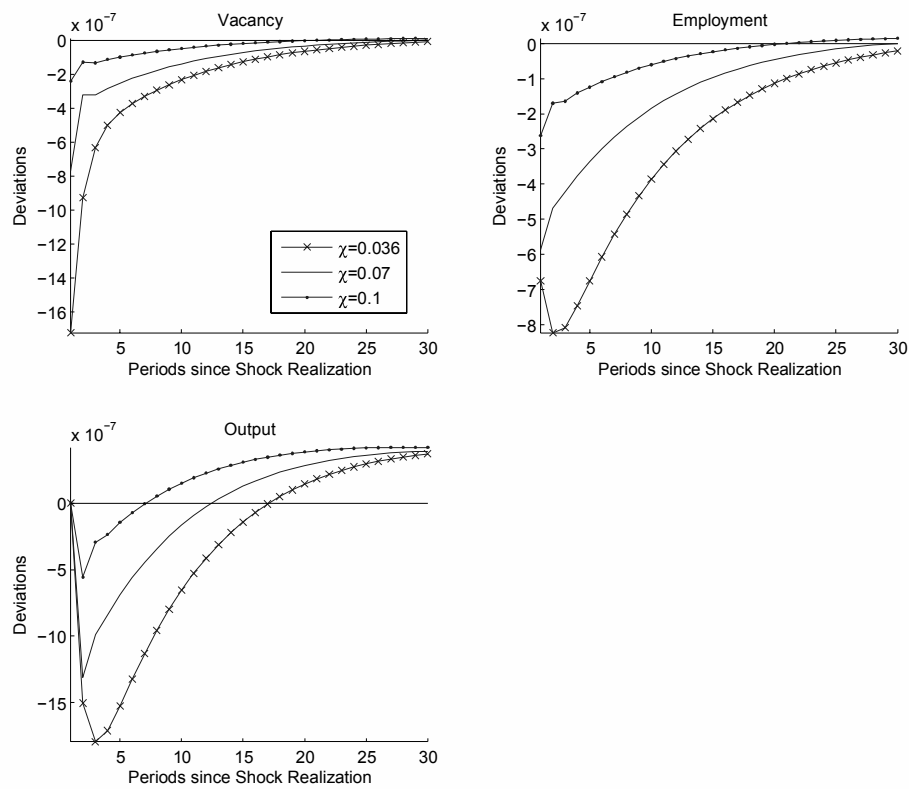 Vacancy
x 10⁻⁷
0
−2
−4
−6
−8
−10
−12
−14
−16
Deviations
χ=0.036
χ=0.07
χ=0.1
5 10 15 20 25 30
Periods since Shock Realization
Employment
x 10⁻⁷
0
−1
−2
−3
−4
−5
−6
−7
−8
Deviations
5 10 15 20 25 30
Periods since Shock Realization
Output
x 10⁻⁷
0
−5
−10
−15
Deviations
5 10 15 20 25 30
Periods since Shock Realization